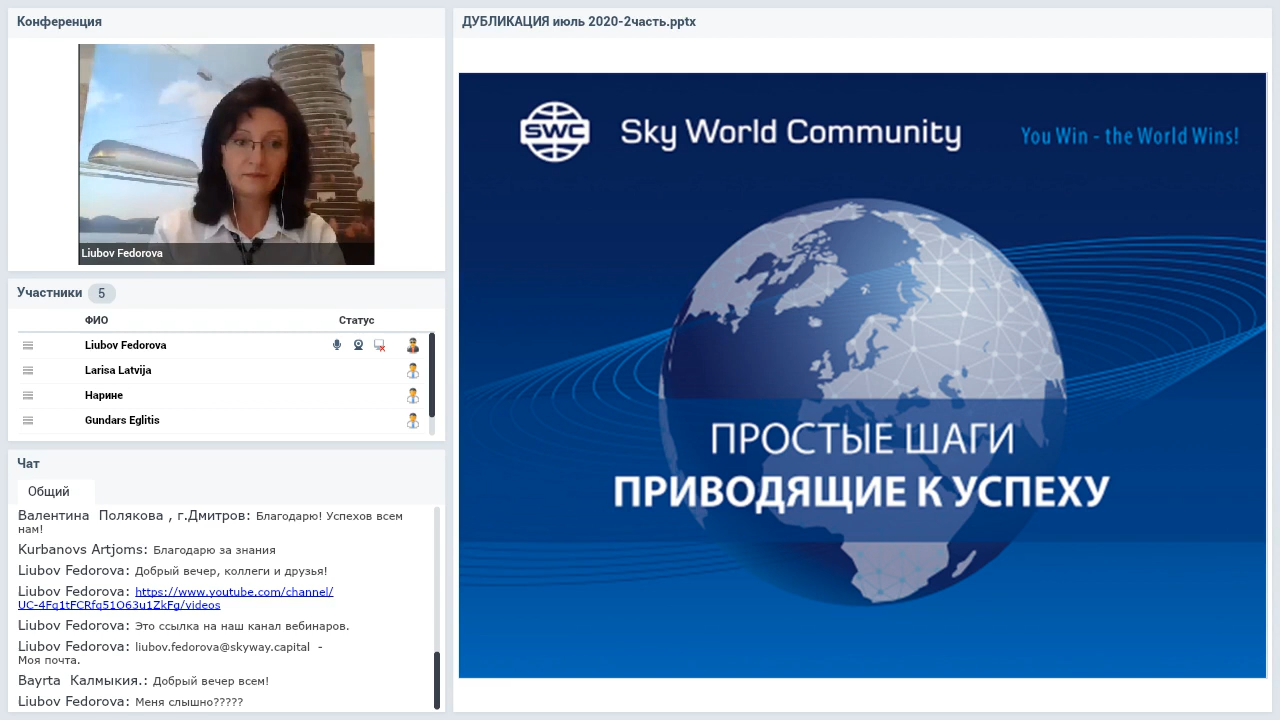 Конференция
Liubov Fedorova
Участники 5
ФИО Статус
Liubov Fedorova
Larisa Latvija
Нарине
Gundars Eglitis
Чат
Общий
Валентина Полякова , г.Дмитров: Благодарю! Успехов всем
нам!
Kurbanovs Artjoms: Благодарю за знания
Liubov Fedorova: Добрый вечер, коллеги и друзья!
Liubov Fedorova: https://www.youtube.com/channel/
UC-4Fq1tFCRfq51O63u1ZkFg/videos
Liubov Fedorova: Это ссылка на наш канал вебинаров.
Liubov Fedorova: liubov.fedorova@skyway.capital -
Моя почта.
Bayrta Калмыкия.: Добрый вечер всем!
Liubov Fedorova: Меня слышно?????
ДУБЛИКАЦИЯ июль 2020-2часть.pptx
SWC Sky World Community
You Win - the World Wins!
ПРОСТЫЕ ШАГИ
ПРИВОДЯЩИЕ К УСПЕХУ